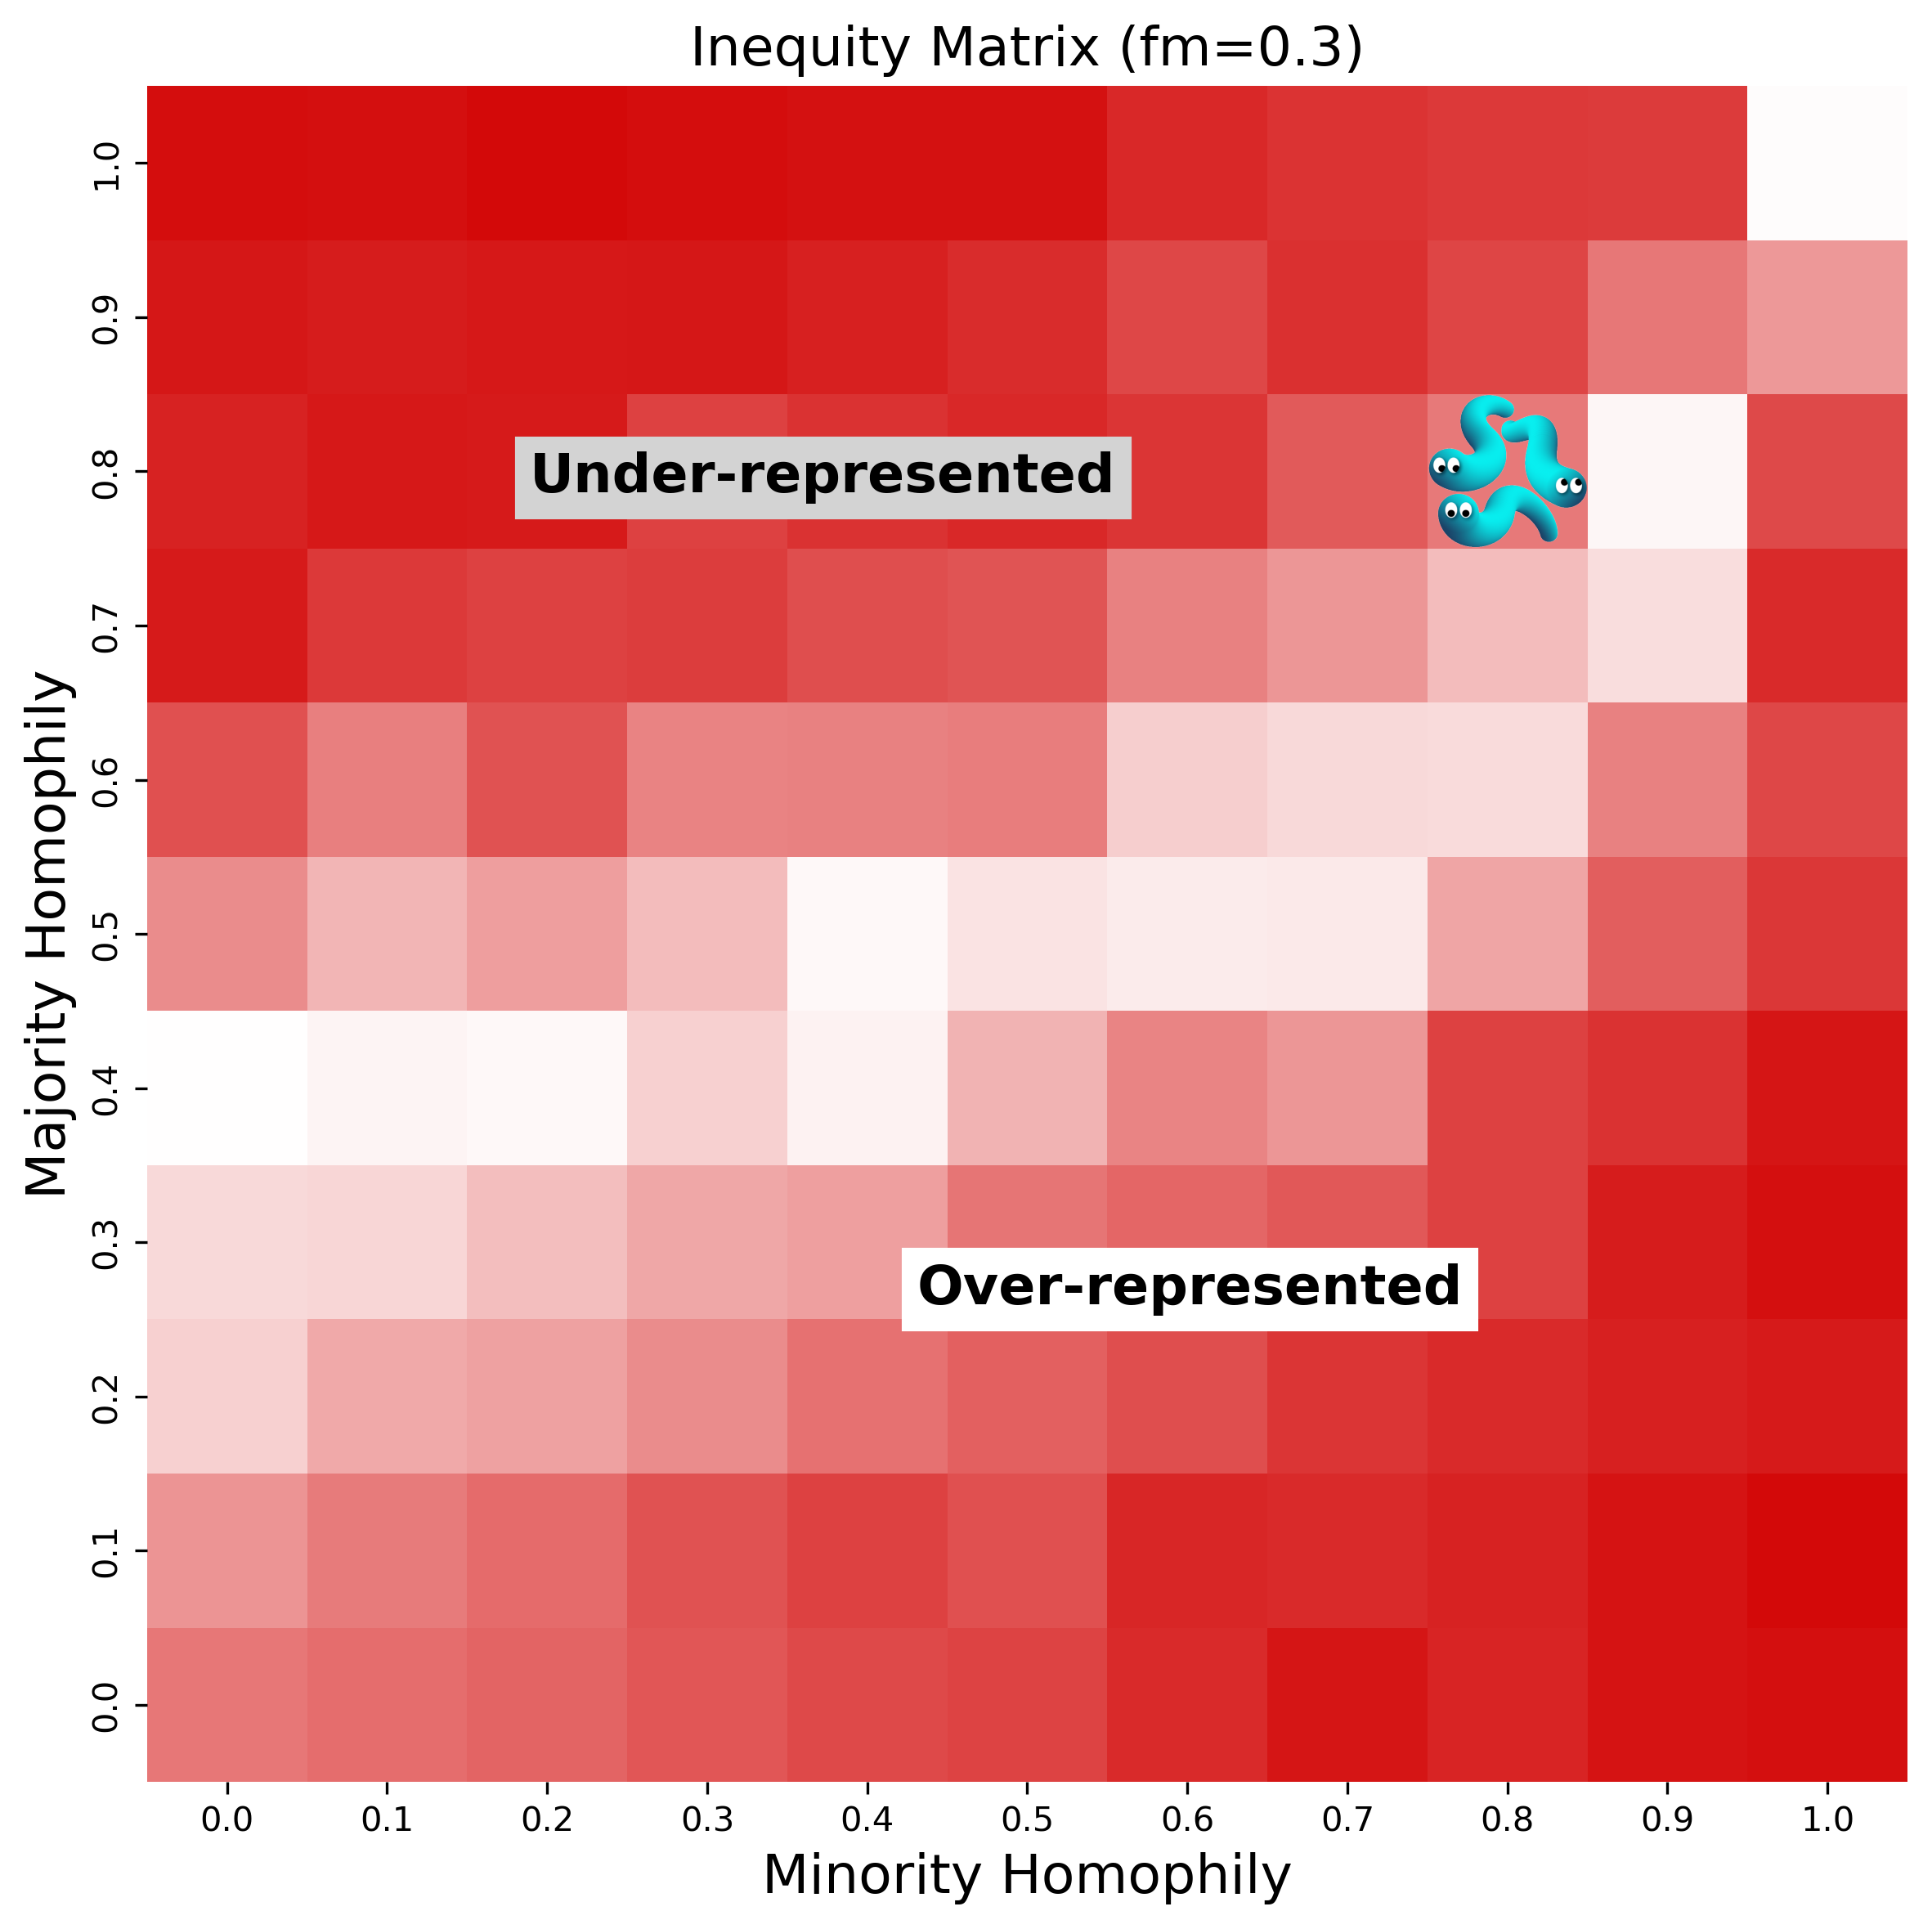 Inequity Matrix (fm=0.3)
Majority Homophily
1.0
0.9
0.8
0.7
0.6
0.5
0.4
0.3
0.2
0.1
0.0
Under-represented
Over-represented
0.0 0.1 0.2 0.3 0.4 0.5 0.6 0.7 0.8 0.9 1.0
Minority Homophily